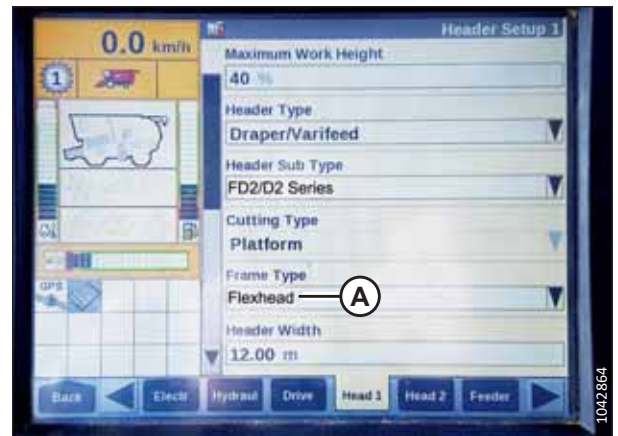 0.0 km/h
Header Setup 1
Maximum Work Height
40 %
1
Header Type
Draper/Varifeed
Header Sub Type
FD2/D2 Series
Cutting Type
Platform
Frame Type
Flexhead
A
GPS
Header Width
12.00 m
Back
Electr
Hydraul
Drive
Head 1
Head 2
Feeder
1042864